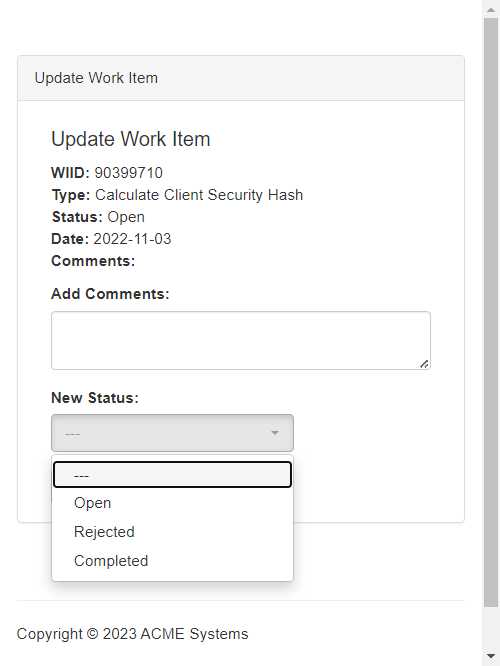 Update Work Item
Update Work Item
WIID: 90399710
Type: Calculate Client Security Hash
Status: Open
Date: 2022-11-03
Comments:
Add Comments:
New Status:
---
---
Open
Rejected
Completed
Copyright © 2023 ACME Systems